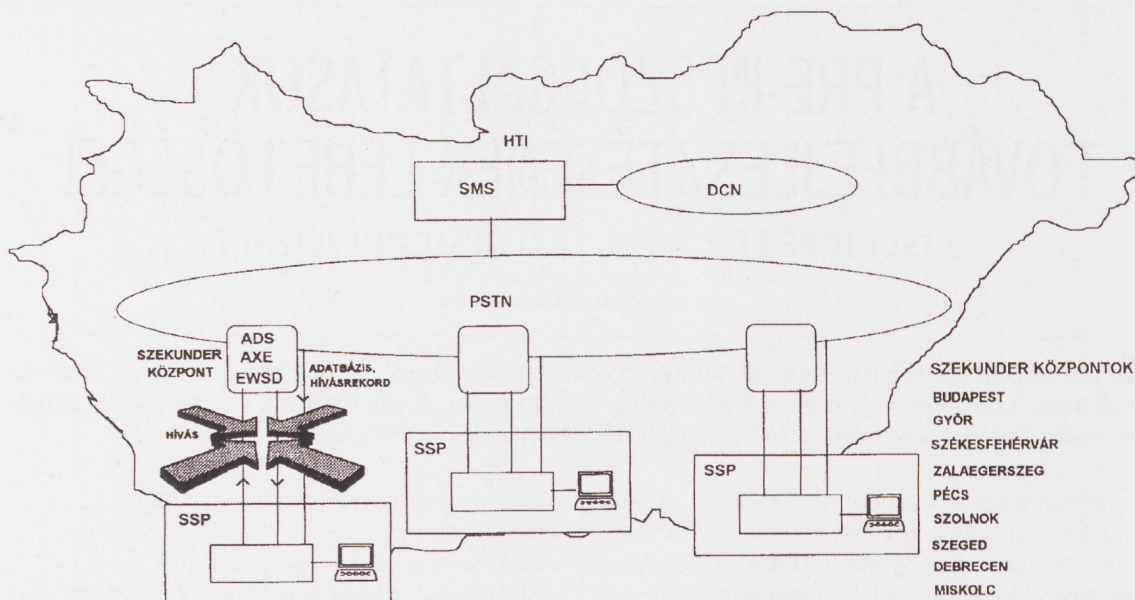 HTI
SMS
DCN
PSTN
ADS
AXE
EWSD
SZEKUNDER
KÖZPONT
ADATBÁZIS,
HÍVÁSREKORD
HÍVÁS
SSP
SSP
SSP
SZEKUNDER KÖZPONTOK
BUDAPEST
GYŐR
SZÉKESFEHÉRVÁR
ZALAEGERSZEG
PÉCS
SZOLNOK
SZEGED
DEBRECEN
MISKOLC